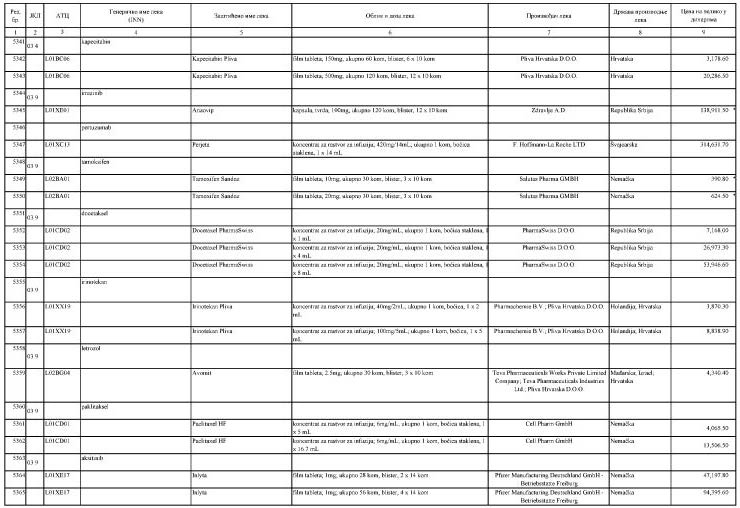 Ред. бр. ЈКЛ АТЦ Генеричко име лека (INN) Заштићено име лека Облик и доза лека Произвођач лека Држава производње лека Цена на велико у динарима
1 2 3 4 5 6 7 8 9
5341 03 4 kapecitabin
5342 L01BC06 Kapecitabin Pliva film tableta, 150mg, ukupno 60 kom, blister, 6 x 10 kom Pliva Hrvatska D.O.O. Hrvatska 3,178.60
5343 L01BC06 Kapecitabin Pliva film tableta, 500mg, ukupno 120 kom, blister, 12 x 10 kom Pliva Hrvatska D.O.O. Hrvatska 20,286.50
5344 03 9 imatinib
5345 L01XE01 kapsula, tvrda, 100mg, ukupno 120 kom, blister, 12 x 10 kom Zdravlje A.D. Republika Srbija 138,911.50 *
5346 pertuzumab
5347 L01XC13 Perjeta koncentrat za rastvor za infuziju, 420mg/14mL, ukupno 1 kom, bočica staklena, 1 x 14 mL F. Hoffmann-La Roche LTD Švajcarska 314,631.70
5348 03 9 tamoksifen
5349 L02BA01 Tamoxifen Sandoz film tableta, 10mg, ukupno 30 kom, blister, 3 x 10 kom Salutas Pharma GMBH Nemačka 390.80 *
5350 L02BA01 Tamoxifen Sandoz film tableta, 20mg, ukupno 30 kom, blister, 3 x 10 kom Salutas Pharma GMBH Nemačka 624.50 *
5351 03 9 docetaksel
5352 L01CD02 Docetaxel PharmaSwiss koncentrat za rastvor za infuziju, 20mg/mL, ukupno 1 kom, bočica staklena, 1 x 1 mL PharmaSwiss D.O.O. Republika Srbija 7,168.00
5353 L01CD02 Docetaxel PharmaSwiss koncentrat za rastvor za infuziju, 20mg/mL, ukupno 1 kom, bočica staklena, 1 x 4 mL PharmaSwiss D.O.O. Republika Srbija 26,973.30
5354 L01CD02 Docetaxel PharmaSwiss koncentrat za rastvor za infuziju, 20mg/mL, ukupno 1 kom, bočica staklena, 1 x 8 mL PharmaSwiss D.O.O. Republika Srbija 53,946.60
5355 03 9 irinotekan
5356 L01XX19 Irinotekan Pliva koncentrat za rastvor za infuziju, 40mg/2mL, ukupno 1 kom, bočica, 1 x 2 mL Pharmachemie B.V.; Pliva Hrvatska D.O.O. Holandija, Hrvatska 3,870.30
5357 L01XX19 Irinotekan Pliva koncentrat za rastvor za infuziju, 100mg/5mL, ukupno 1 kom, bočica, 1 x 5 mL Pharmachemie B.V.; Pliva Hrvatska D.O.O. Holandija, Hrvatska 8,838.90
5358 03 9 letrozol
5359 L02BG04 Avomit film tableta, 2.5mg, ukupno 30 kom, blister, 3 x 10 kom Teva Pharmaceuticals Works Private Limited Company; Teva Pharmaceuticals Industries Ltd.; Pliva Hrvatska D.O.O. Mađarska; Izrael; Hrvatska 4,340.40
5360 03 9 paklitaksel
5361 L01CD01 Paclitaxel HF koncentrat za rastvor za infuziju, 6mg/mL, ukupno 1 kom, bočica staklena, 1 x 5 mL Cell Pharm GmbH Nemačka 4,065.50
5362 L01CD01 Paclitaxel HF koncentrat za rastvor za infuziju, 6mg/mL, ukupno 1 kom, bočica staklena, 1 x 16.7 mL Cell Pharm GmbH Nemačka 13,506.50
5363 03 9 aksitinib
5364 L01XE17 Inlyta film tableta, 1mg, ukupno 28 kom, blister, 2 x 14 kom Pfizer Manufacturing Deutschland GmbH - Betriebsstatte Freiburg Nemačka 47,197.80
5365 L01XE17 Inlyta film tableta, 1mg, ukupno 56 kom, blister, 4 x 14 kom Pfizer Manufacturing Deutschland GmbH - Betriebsstatte Freiburg Nemačka 94,395.60